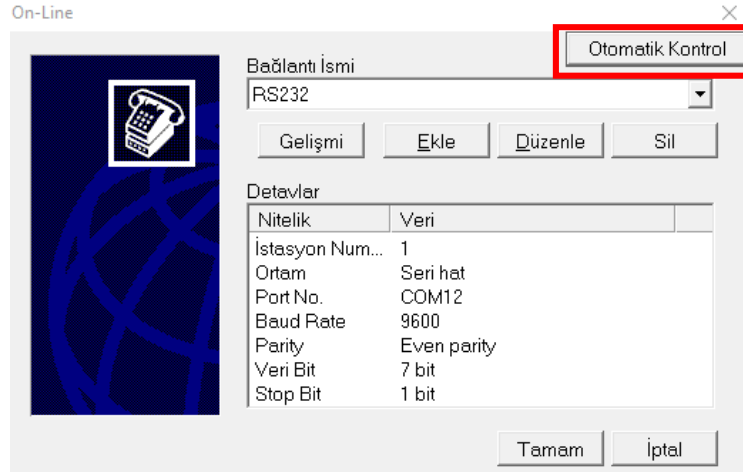 On-Line
Otomatik Kontrol
Bağlantı İsmi
RS232
Gelişmi Ekle Düzenle Sil
Detaylar
Nitelik Veri
İstasyon Num... 1
Ortam Seri hat
Port No. COM12
Baud Rate 9600
Parity Even parity
Veri Bit 7 bit
Stop Bit 1 bit
Tamam İptal